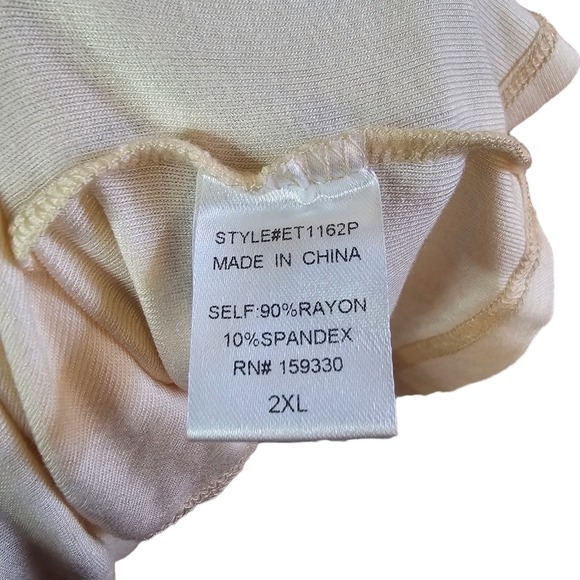 STYLE#ET1162P
MADE IN CHINA
SELF:90%RAYON
10%SPANDEX
RN# 159330
2XL